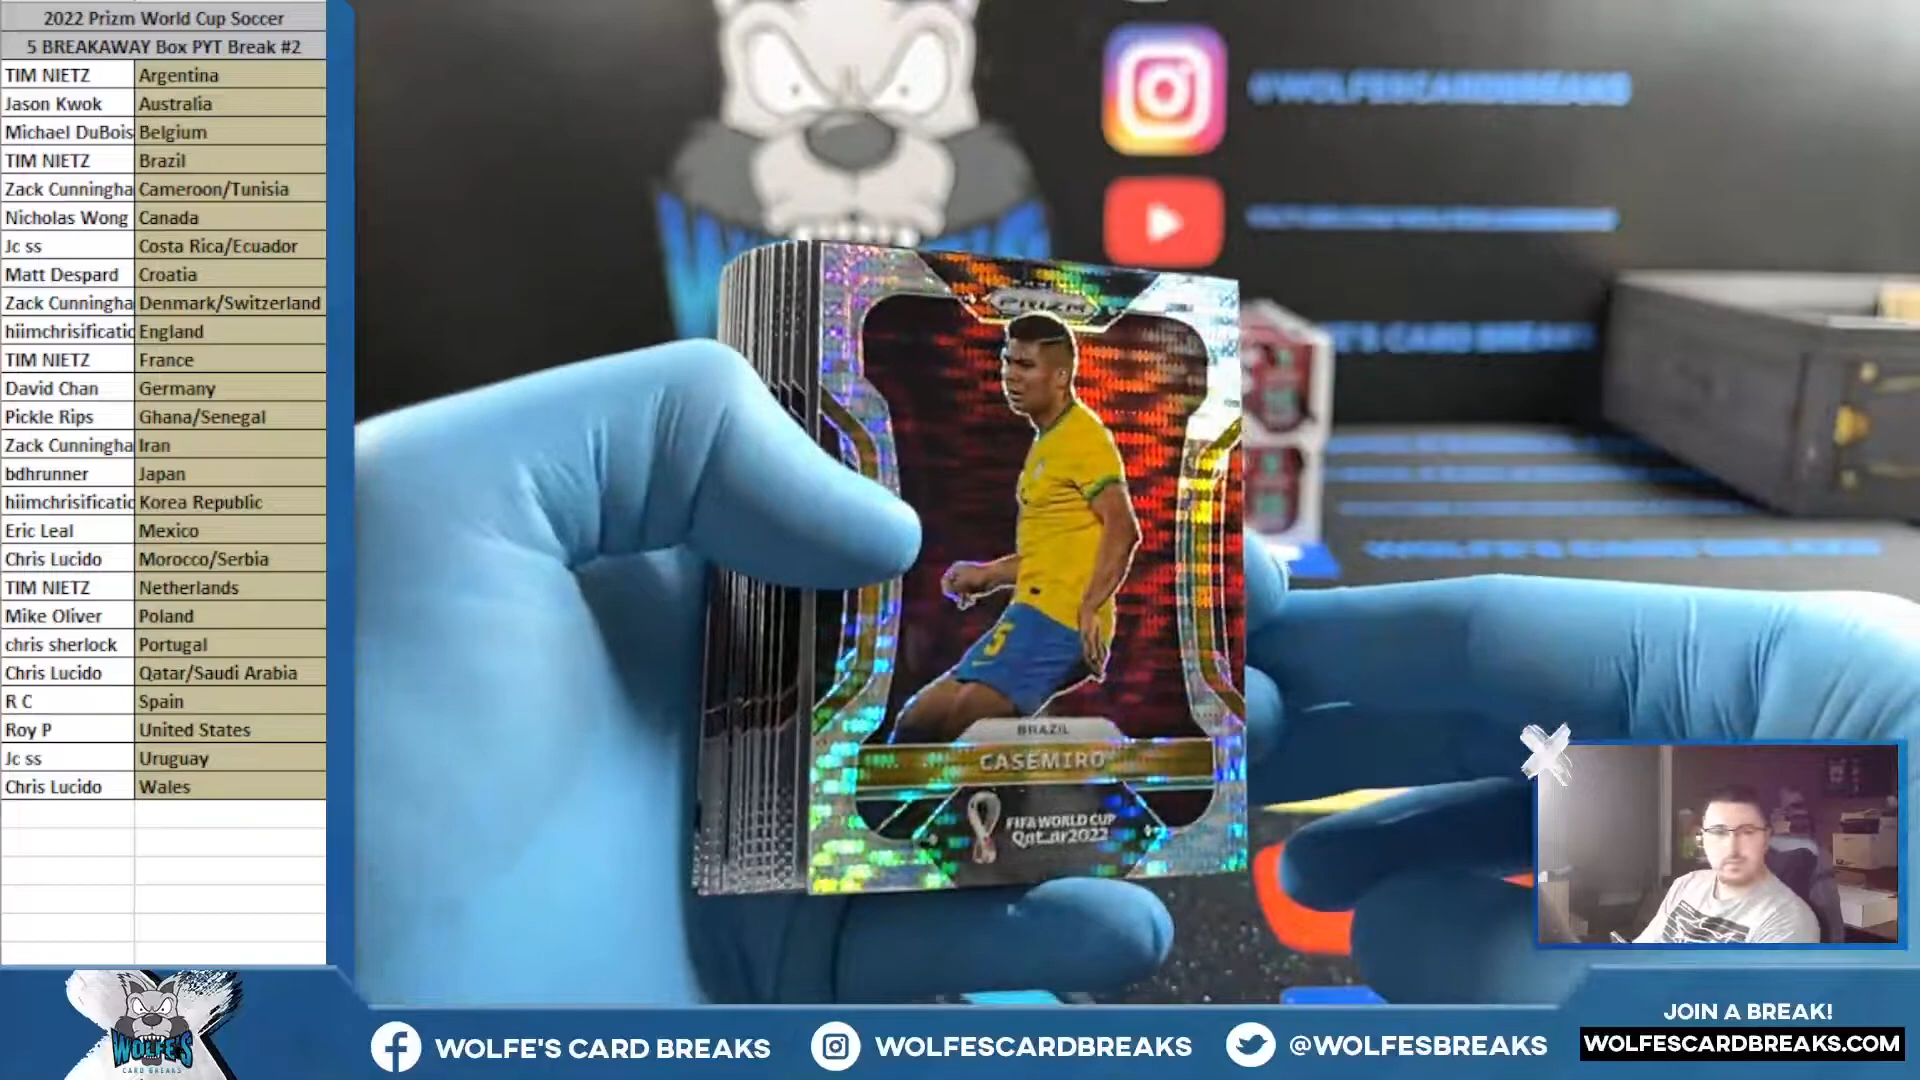 2022 Prizm World Cup Soccer
5 BREAKAWAY Box PYT Break #2
TIM NIETZ Argentina
Jason Kwok Australia
Michael DuBois Belgium
TIM NIETZ Brazil
Zack Cunningha Cameroon/Tunisia
Nicholas Wong Canada
Jc ss Costa Rica/Ecuador
Matt Despard Croatia
Zack Cunningha Denmark/Switzerland
hiimchrisificatic England
TIM NIETZ France
David Chan Germany
Pickle Rips Ghana/Senegal
Zack Cunningha Iran
bdhrunner Japan
hiimchrisificatic Korea Republic
Eric Leal Mexico
Chris Lucido Morocco/Serbia
TIM NIETZ Netherlands
Mike Oliver Poland
chris sherlock Portugal
Chris Lucido Qatar/Saudi Arabia
R C Spain
Roy P United States
Jc ss Uruguay
Chris Lucido Wales
@WOLFESCARDBREAKS
PRIZM
5
BRAZIL
CASEMIRO
FIFA WORLD CUP
Qatar2022
WOLFE'S
CARD BREAKS
WOLFE'S CARD BREAKS
WOLFESCARDBREAKS
@WOLFESBREAKS
JOIN A BREAK!
WOLFESCARDBREAKS.COM